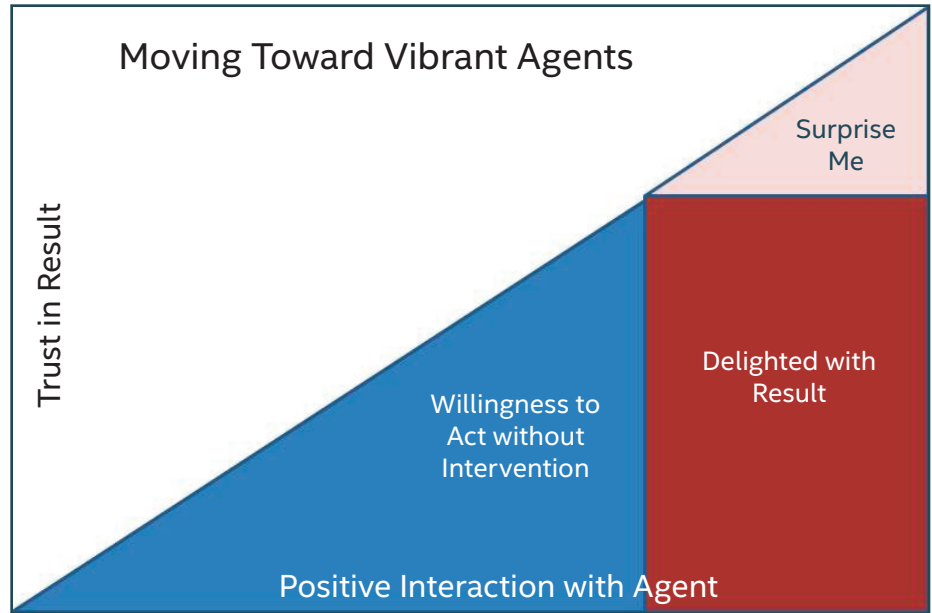 Moving Toward Vibrant Agents
Surprise
Me
Trust in Result
Delighted with
Result
Willingness to
Act without
Intervention
Positive Interaction with Agent